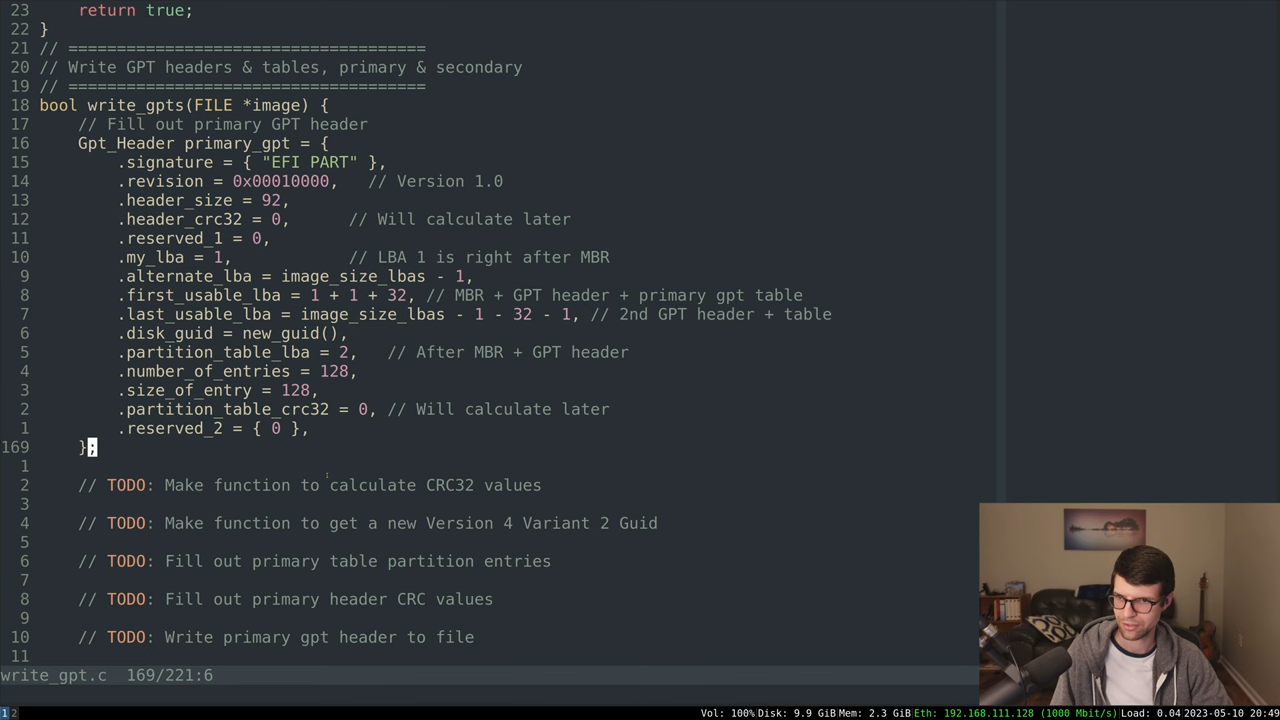 23     return true;
22 }
21 // =====================================
20 // Write GPT headers & tables, primary & secondary
19 // =====================================
18 bool write_gpts(FILE *image) {
17     // Fill out primary GPT header
16     Gpt_Header primary_gpt = {
15         .signature = { "EFI PART" },
14         .revision = 0x00010000,   // Version 1.0
13         .header_size = 92,
12         .header_crc32 = 0,      // Will calculate later
11         .reserved_1 = 0,
10         .my_lba = 1,            // LBA 1 is right after MBR
9         .alternate_lba = image_size_lbas - 1,
8         .first_usable_lba = 1 + 1 + 32, // MBR + GPT header + primary gpt table
7         .last_usable_lba = image_size_lbas - 1 - 32 - 1, // 2nd GPT header + table
6         .disk_guid = new_guid(),
5         .partition_table_lba = 2,   // After MBR + GPT header
4         .number_of_entries = 128,
3         .size_of_entry = 128,
2         .partition_table_crc32 = 0, // Will calculate later
1         .reserved_2 = { 0 },
169     };
1
2     // TODO: Make function to calculate CRC32 values
3
4     // TODO: Make function to get a new Version 4 Variant 2 Guid
5
6     // TODO: Fill out primary table partition entries
7
8     // TODO: Fill out primary header CRC values
9
10     // TODO: Write primary gpt header to file
11
write_gpt.c  169/221:6
1 2 Vol: 100% Disk: 9.9 GiB Mem: 2.3 GiB Eth: 192.168.111.128 (1000 Mbit/s) Load: 0.04 2023-05-10 20:49